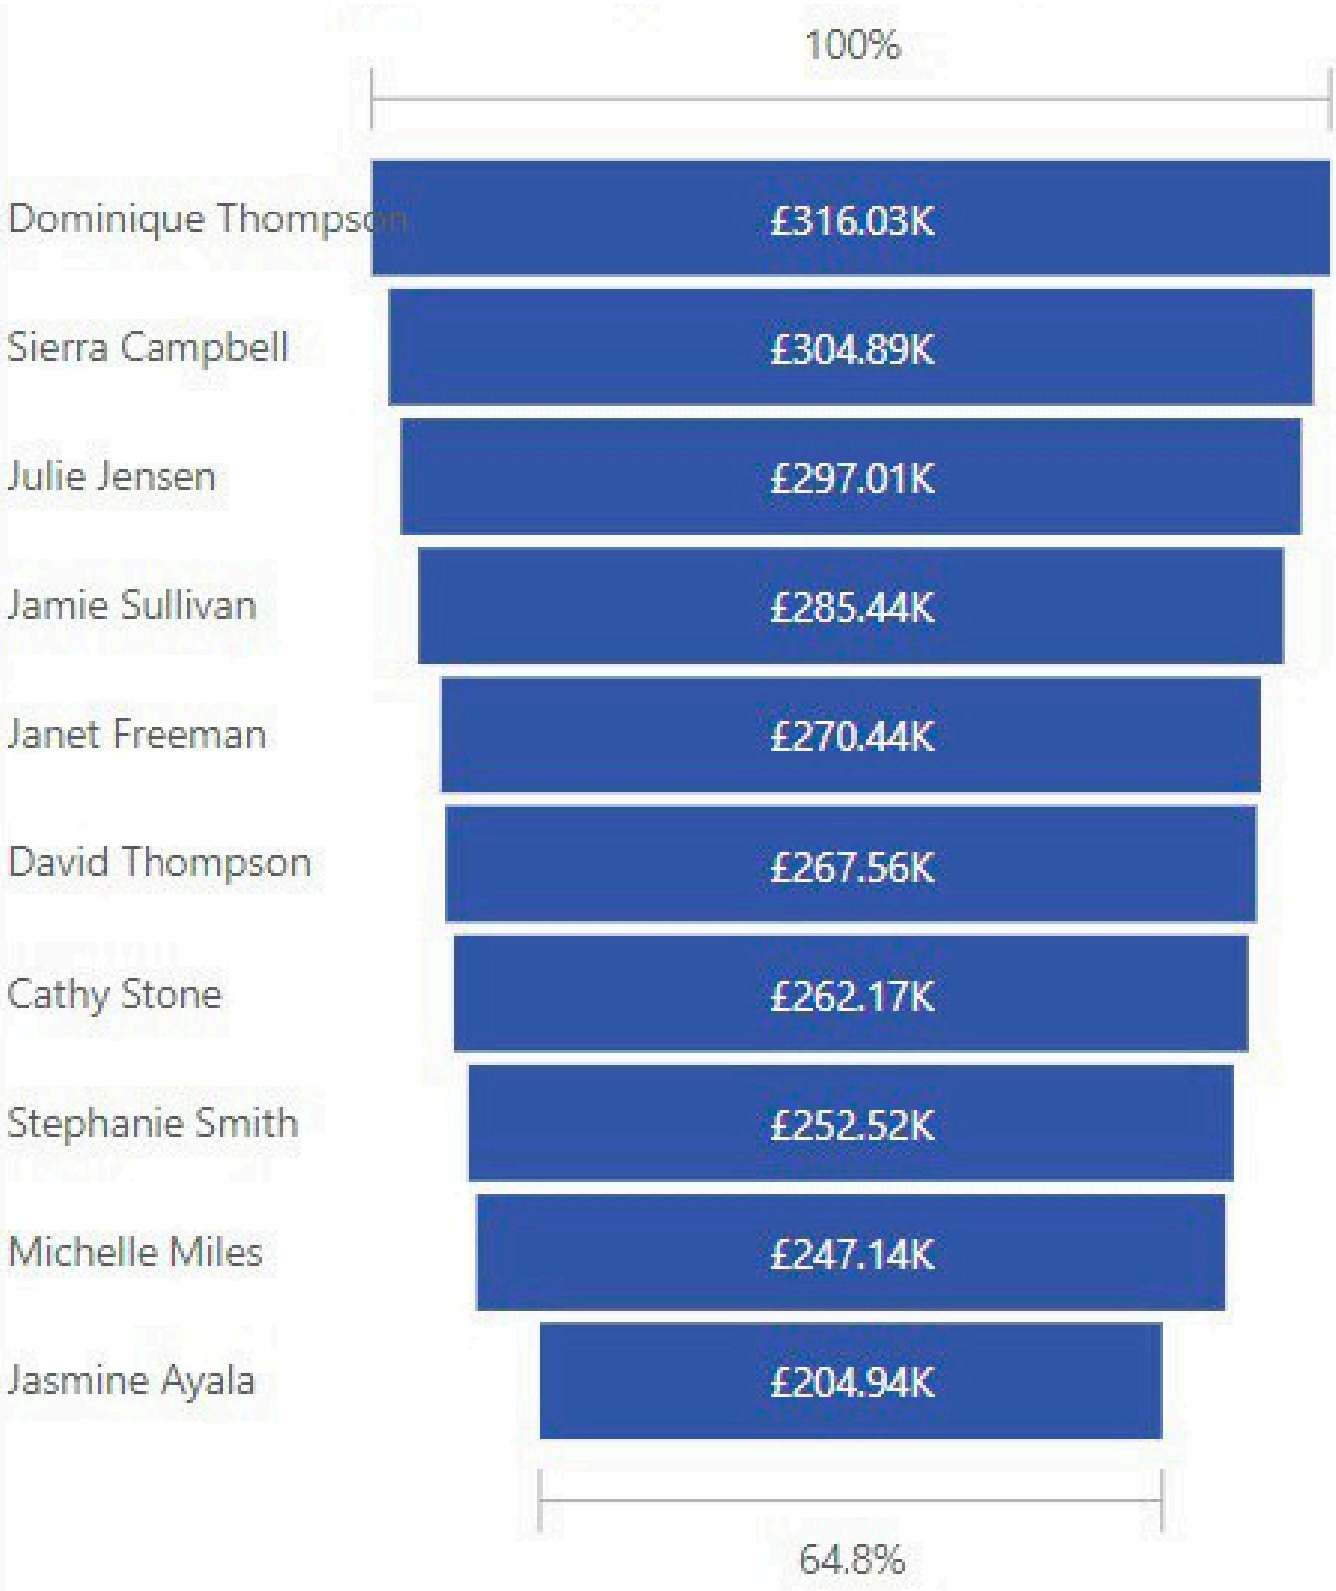 100%
Dominique Thompson £316.03K
Sierra Campbell £304.89K
Julie Jensen £297.01K
Jamie Sullivan £285.44K
Janet Freeman £270.44K
David Thompson £267.56K
Cathy Stone £262.17K
Stephanie Smith £252.52K
Michelle Miles £247.14K
Jasmine Ayala £204.94K
64.8%